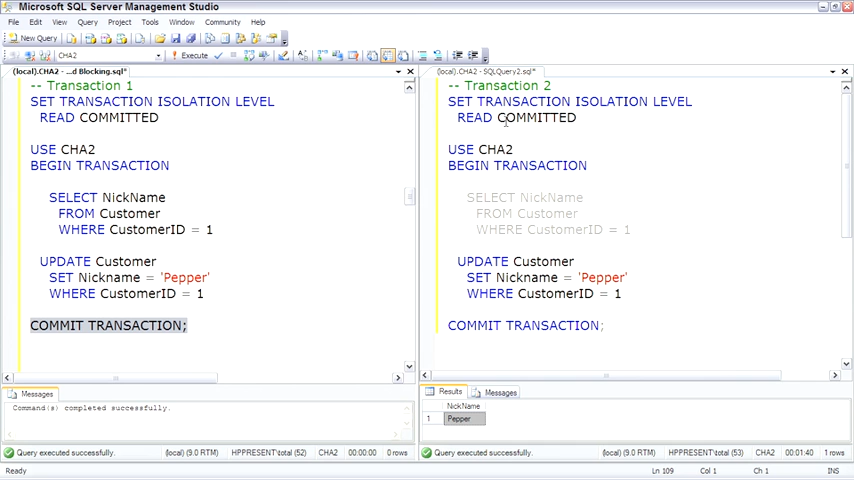 Microsoft SQL Server Management Studio
File Edit View Query Project Tools Window Community Help
New Query
CHA2 Execute
(local).CHA2 - ...d Blocking.sql*
-- Transaction 1
SET TRANSACTION ISOLATION LEVEL
READ COMMITTED
USE CHA2
BEGIN TRANSACTION
SELECT NickName
FROM Customer
WHERE CustomerID = 1
UPDATE Customer
SET Nickname = 'Pepper'
WHERE CustomerID = 1
COMMIT TRANSACTION;
Messages
Command(s) completed successfully.
Query executed successfully. (local) (9.0 RTM) HPPRESENT\total (52) CHA2 00:00:00 0 rows
(local).CHA2 - SQLQuery2.sql*
-- Transaction 2
SET TRANSACTION ISOLATION LEVEL
READ COMMITTED
USE CHA2
BEGIN TRANSACTION
SELECT NickName
FROM Customer
WHERE CustomerID = 1
UPDATE Customer
SET Nickname = 'Pepper'
WHERE CustomerID = 1
COMMIT TRANSACTION;
Results Messages
NickName
1 Pepper
Query executed successfully. (local) (9.0 RTM) HPPRESENT\total (53) CHA2 00:01:40 1 rows
Ready Ln 109 Col 1 Ch 1 INS